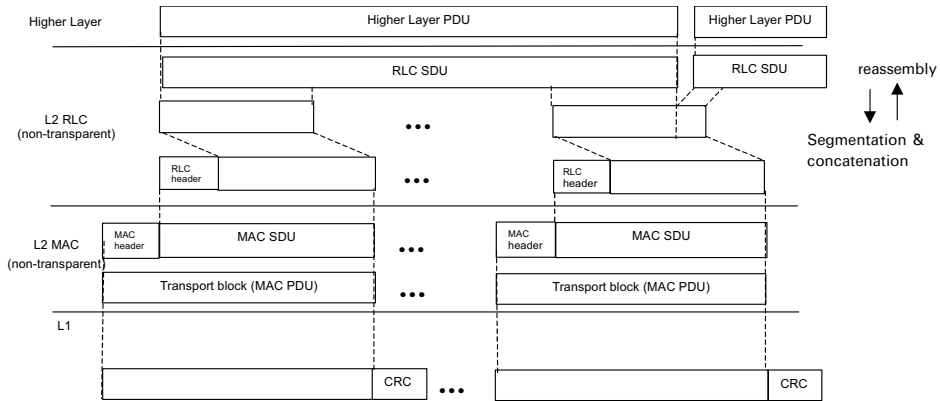 Higher Layer
Higher Layer PDU
Higher Layer PDU
RLC SDU
RLC SDU
reassembly
L2 RLC
(non-transparent)
Segmentation &
concatenation
RLC
header
RLC
header
L2 MAC
(non-transparent)
MAC
header
MAC SDU
MAC
header
MAC SDU
Transport block (MAC PDU)
Transport block (MAC PDU)
L1
CRC
CRC